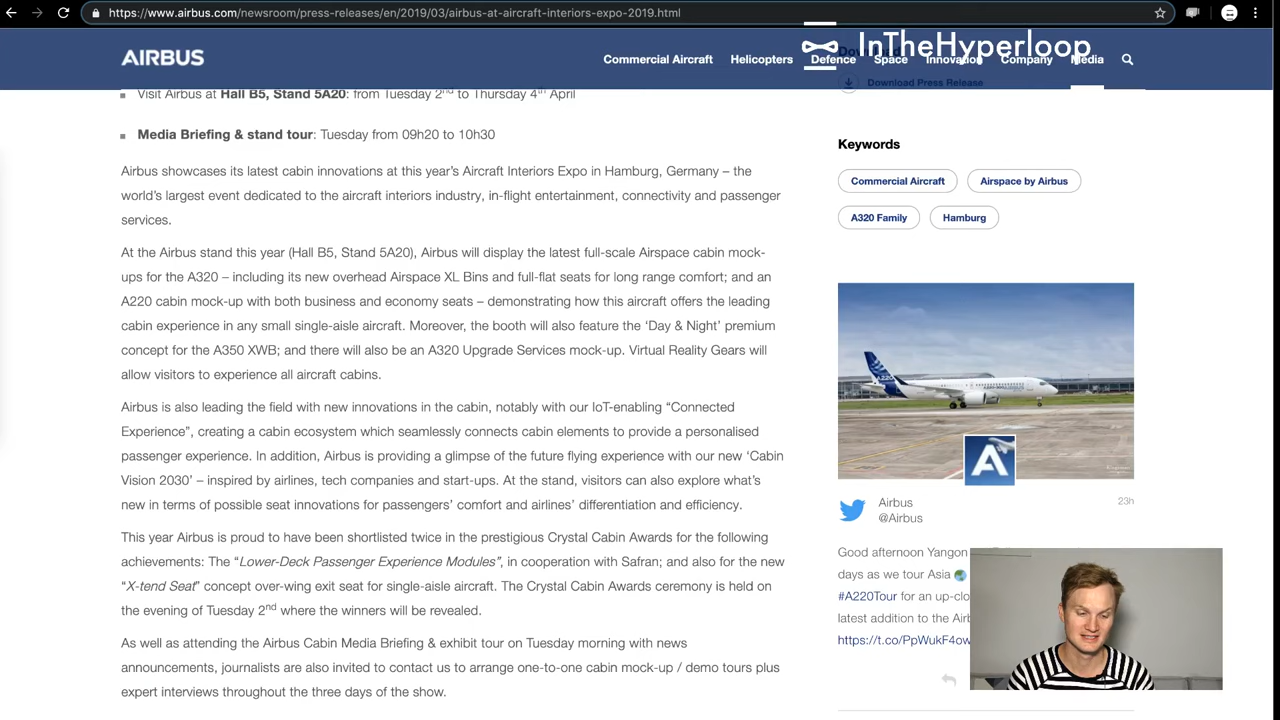 https://www.airbus.com/newsroom/press-releases/en/2019/03/airbus-at-aircraft-interiors-expo-2019.html
InTheHyperloop
AIRBUS
Commercial Aircraft Helicopters Defence Space Innovation Company Media
Download Press Release
Visit Airbus at Hall B5, Stand 5A20: from Tuesday 2nd to Thursday 4th April
Media Briefing & stand tour: Tuesday from 09h20 to 10h30
Airbus showcases its latest cabin innovations at this year's Aircraft Interiors Expo in Hamburg, Germany – the
world's largest event dedicated to the aircraft interiors industry, in-flight entertainment, connectivity and passenger
services.
At the Airbus stand this year (Hall B5, Stand 5A20), Airbus will display the latest full-scale Airspace cabin mock-
ups for the A320 – including its new overhead Airspace XL Bins and full-flat seats for long range comfort; and an
A220 cabin mock-up with both business and economy seats – demonstrating how this aircraft offers the leading
cabin experience in any small single-aisle aircraft. Moreover, the booth will also feature the 'Day & Night' premium
concept for the A350 XWB; and there will also be an A320 Upgrade Services mock-up. Virtual Reality Gears will
allow visitors to experience all aircraft cabins.
Airbus is also leading the field with new innovations in the cabin, notably with our IoT-enabling "Connected
Experience", creating a cabin ecosystem which seamlessly connects cabin elements to provide a personalised
passenger experience. In addition, Airbus is providing a glimpse of the future flying experience with our new 'Cabin
Vision 2030' – inspired by airlines, tech companies and start-ups. At the stand, visitors can also explore what's
new in terms of possible seat innovations for passengers' comfort and airlines' differentiation and efficiency.
This year Airbus is proud to have been shortlisted twice in the prestigious Crystal Cabin Awards for the following
achievements: The "Lower-Deck Passenger Experience Modules", in cooperation with Safran; and also for the new
"X-tend Seat" concept over-wing exit seat for single-aisle aircraft. The Crystal Cabin Awards ceremony is held on
the evening of Tuesday 2nd where the winners will be revealed.
As well as attending the Airbus Cabin Media Briefing & exhibit tour on Tuesday morning with news
announcements, journalists are also invited to contact us to arrange one-to-one cabin mock-up / demo tours plus
expert interviews throughout the three days of the show.
Keywords
Commercial Aircraft Airspace by Airbus
A320 Family Hamburg
A220
A
Airbus 23h
@Airbus
Good afternoon Yangon
days as we tour Asia
#A220Tour for an up-clo
latest addition to the Airb
https://t.co/PpWukF4ow